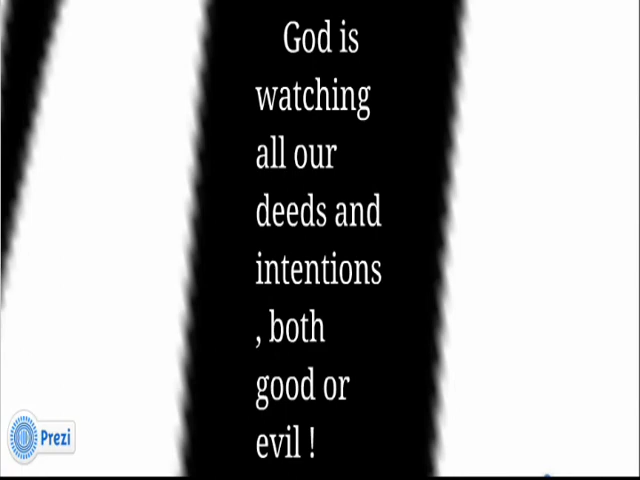 God is
watching
all our
deeds and
intentions
, both
good or
evil !
Prezi